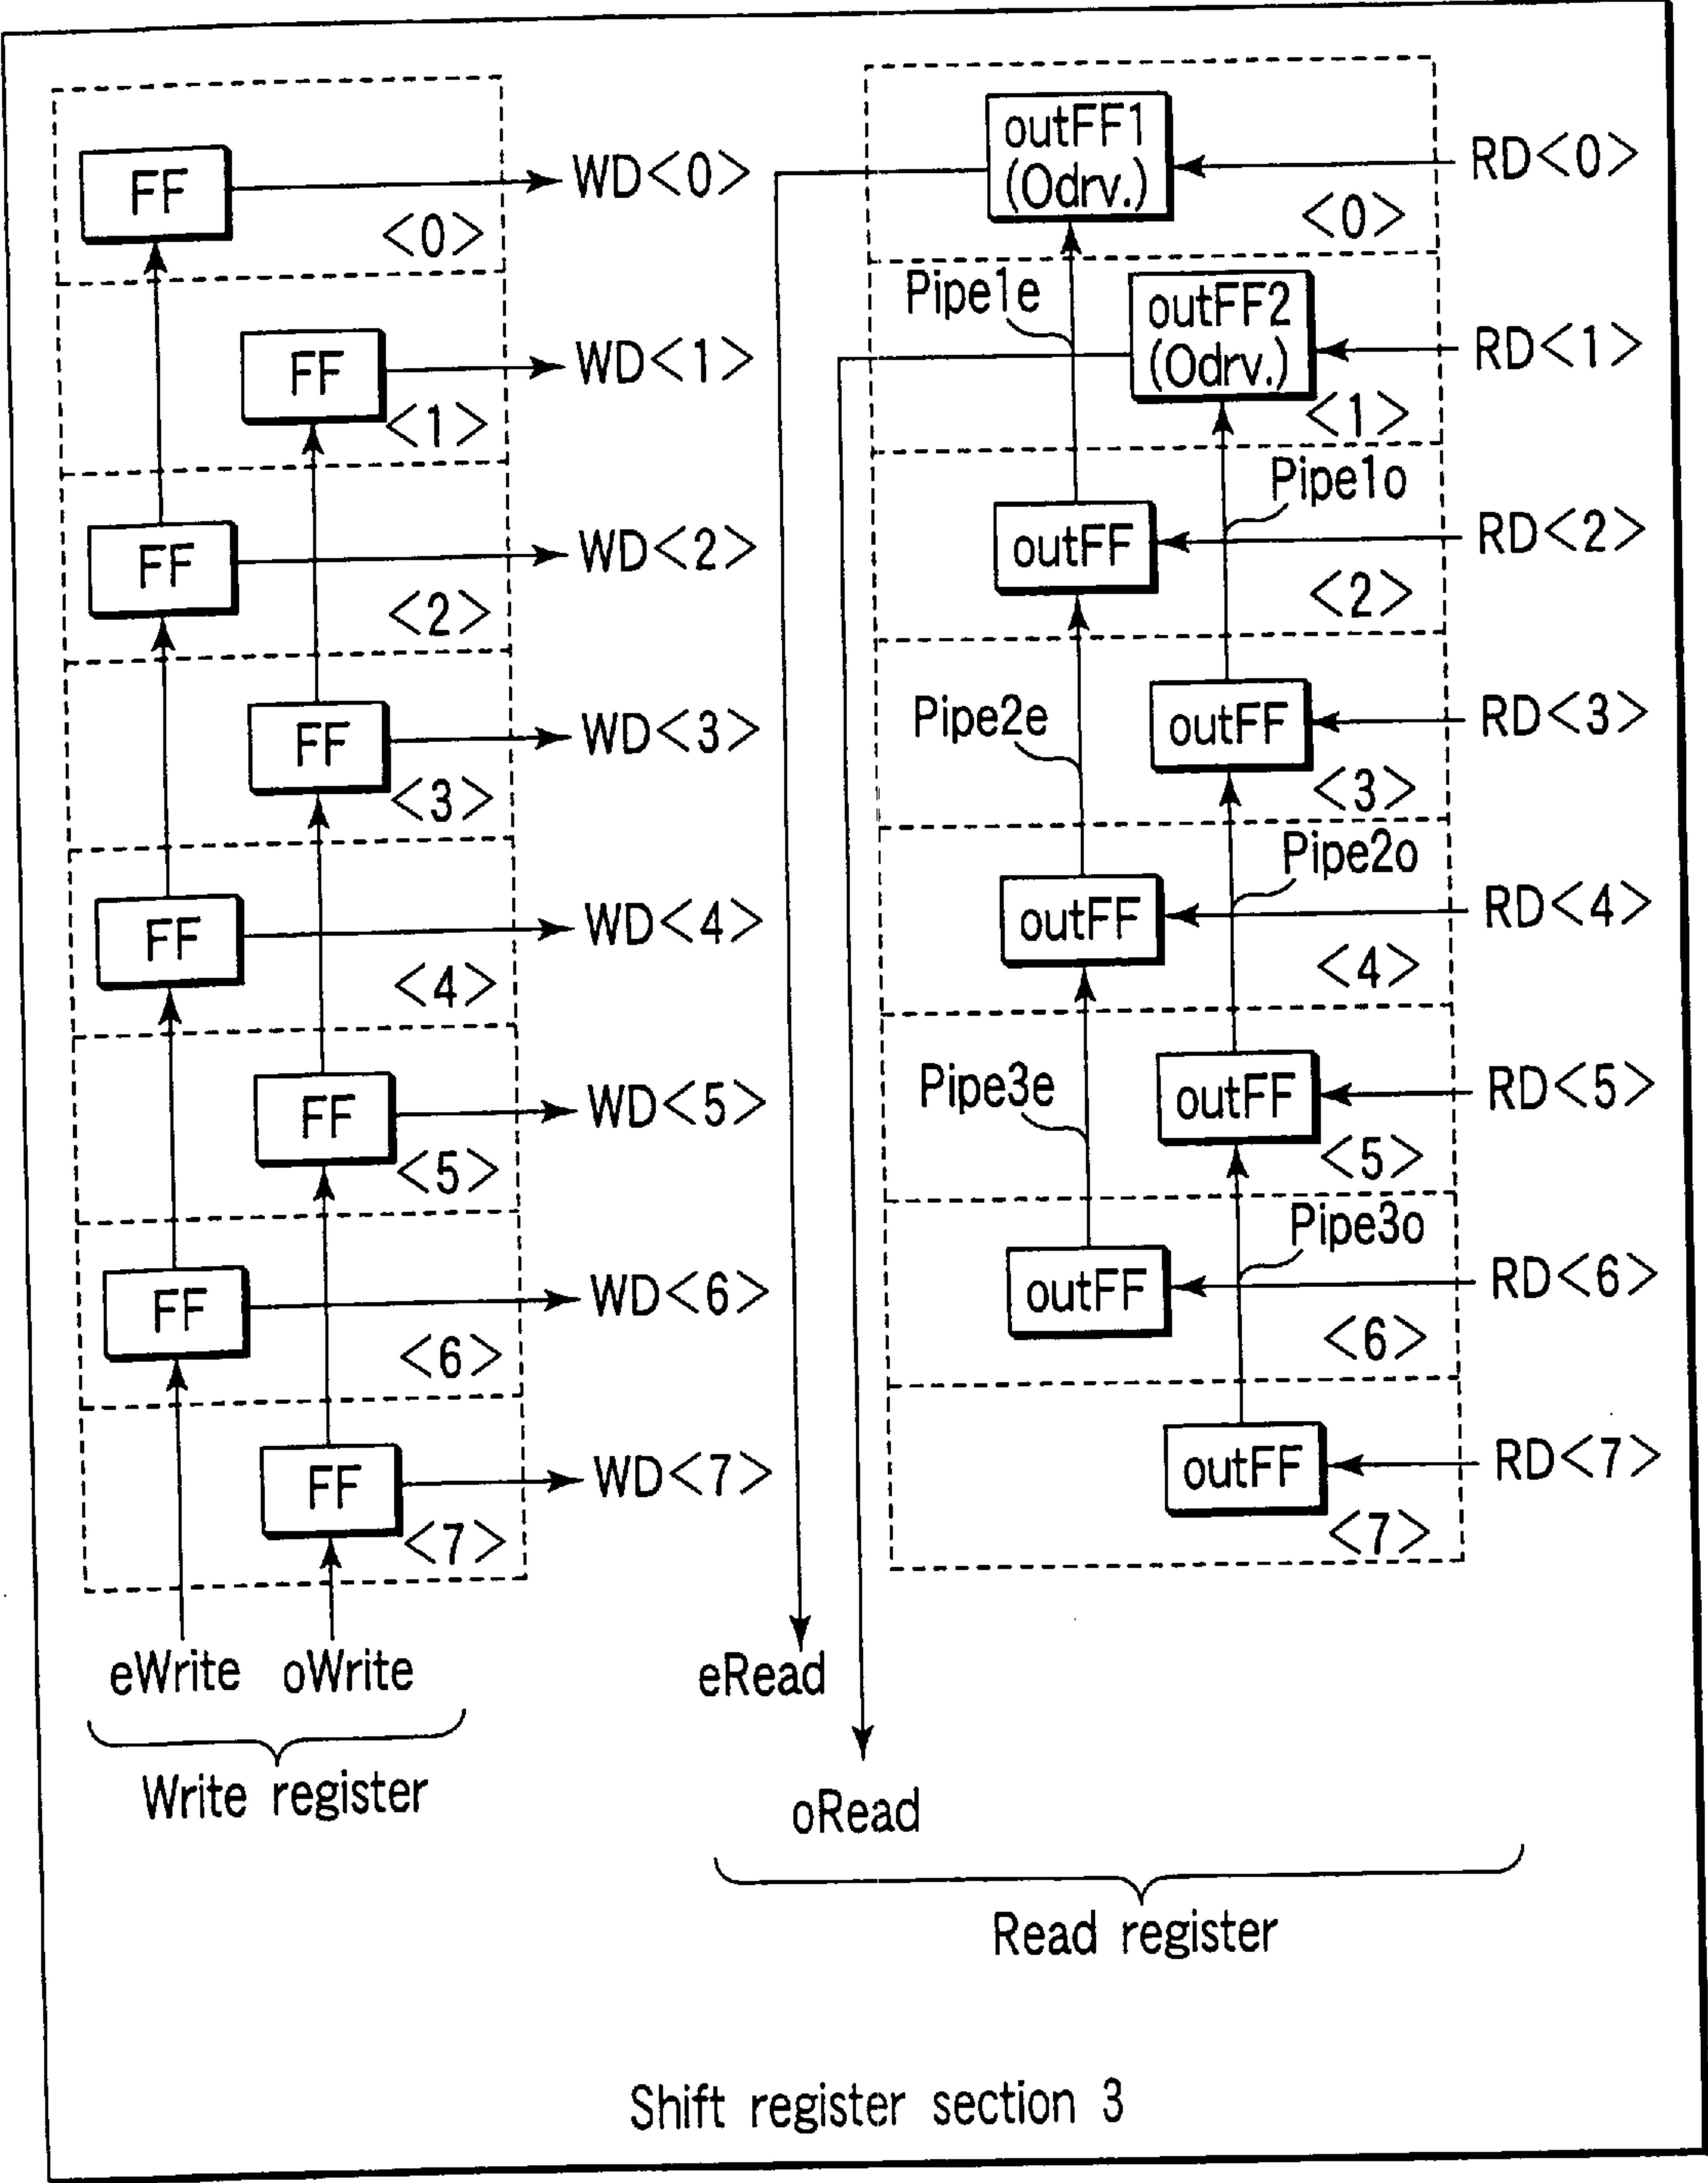 FF
WD<0>
<0>
FF
WD<1>
<1>
FF
WD<2>
<2>
FF
WD<3>
<3>
FF
WD<4>
<4>
FF
WD<5>
<5>
FF
WD<6>
<6>
FF
WD<7>
<7>
eWrite oWrite
Write register
outFF1
(Odrv.)
RD<0>
<0>
Pipe1e
outFF2
(Odrv.)
RD<1>
<1>
Pipe1o
outFF
RD<2>
<2>
Pipe2e
outFF
RD<3>
<3>
Pipe2o
outFF
RD<4>
<4>
Pipe3e
outFF
RD<5>
<5>
Pipe3o
outFF
RD<6>
<6>
outFF
RD<7>
<7>
eRead
oRead
Read register
Shift register section 3